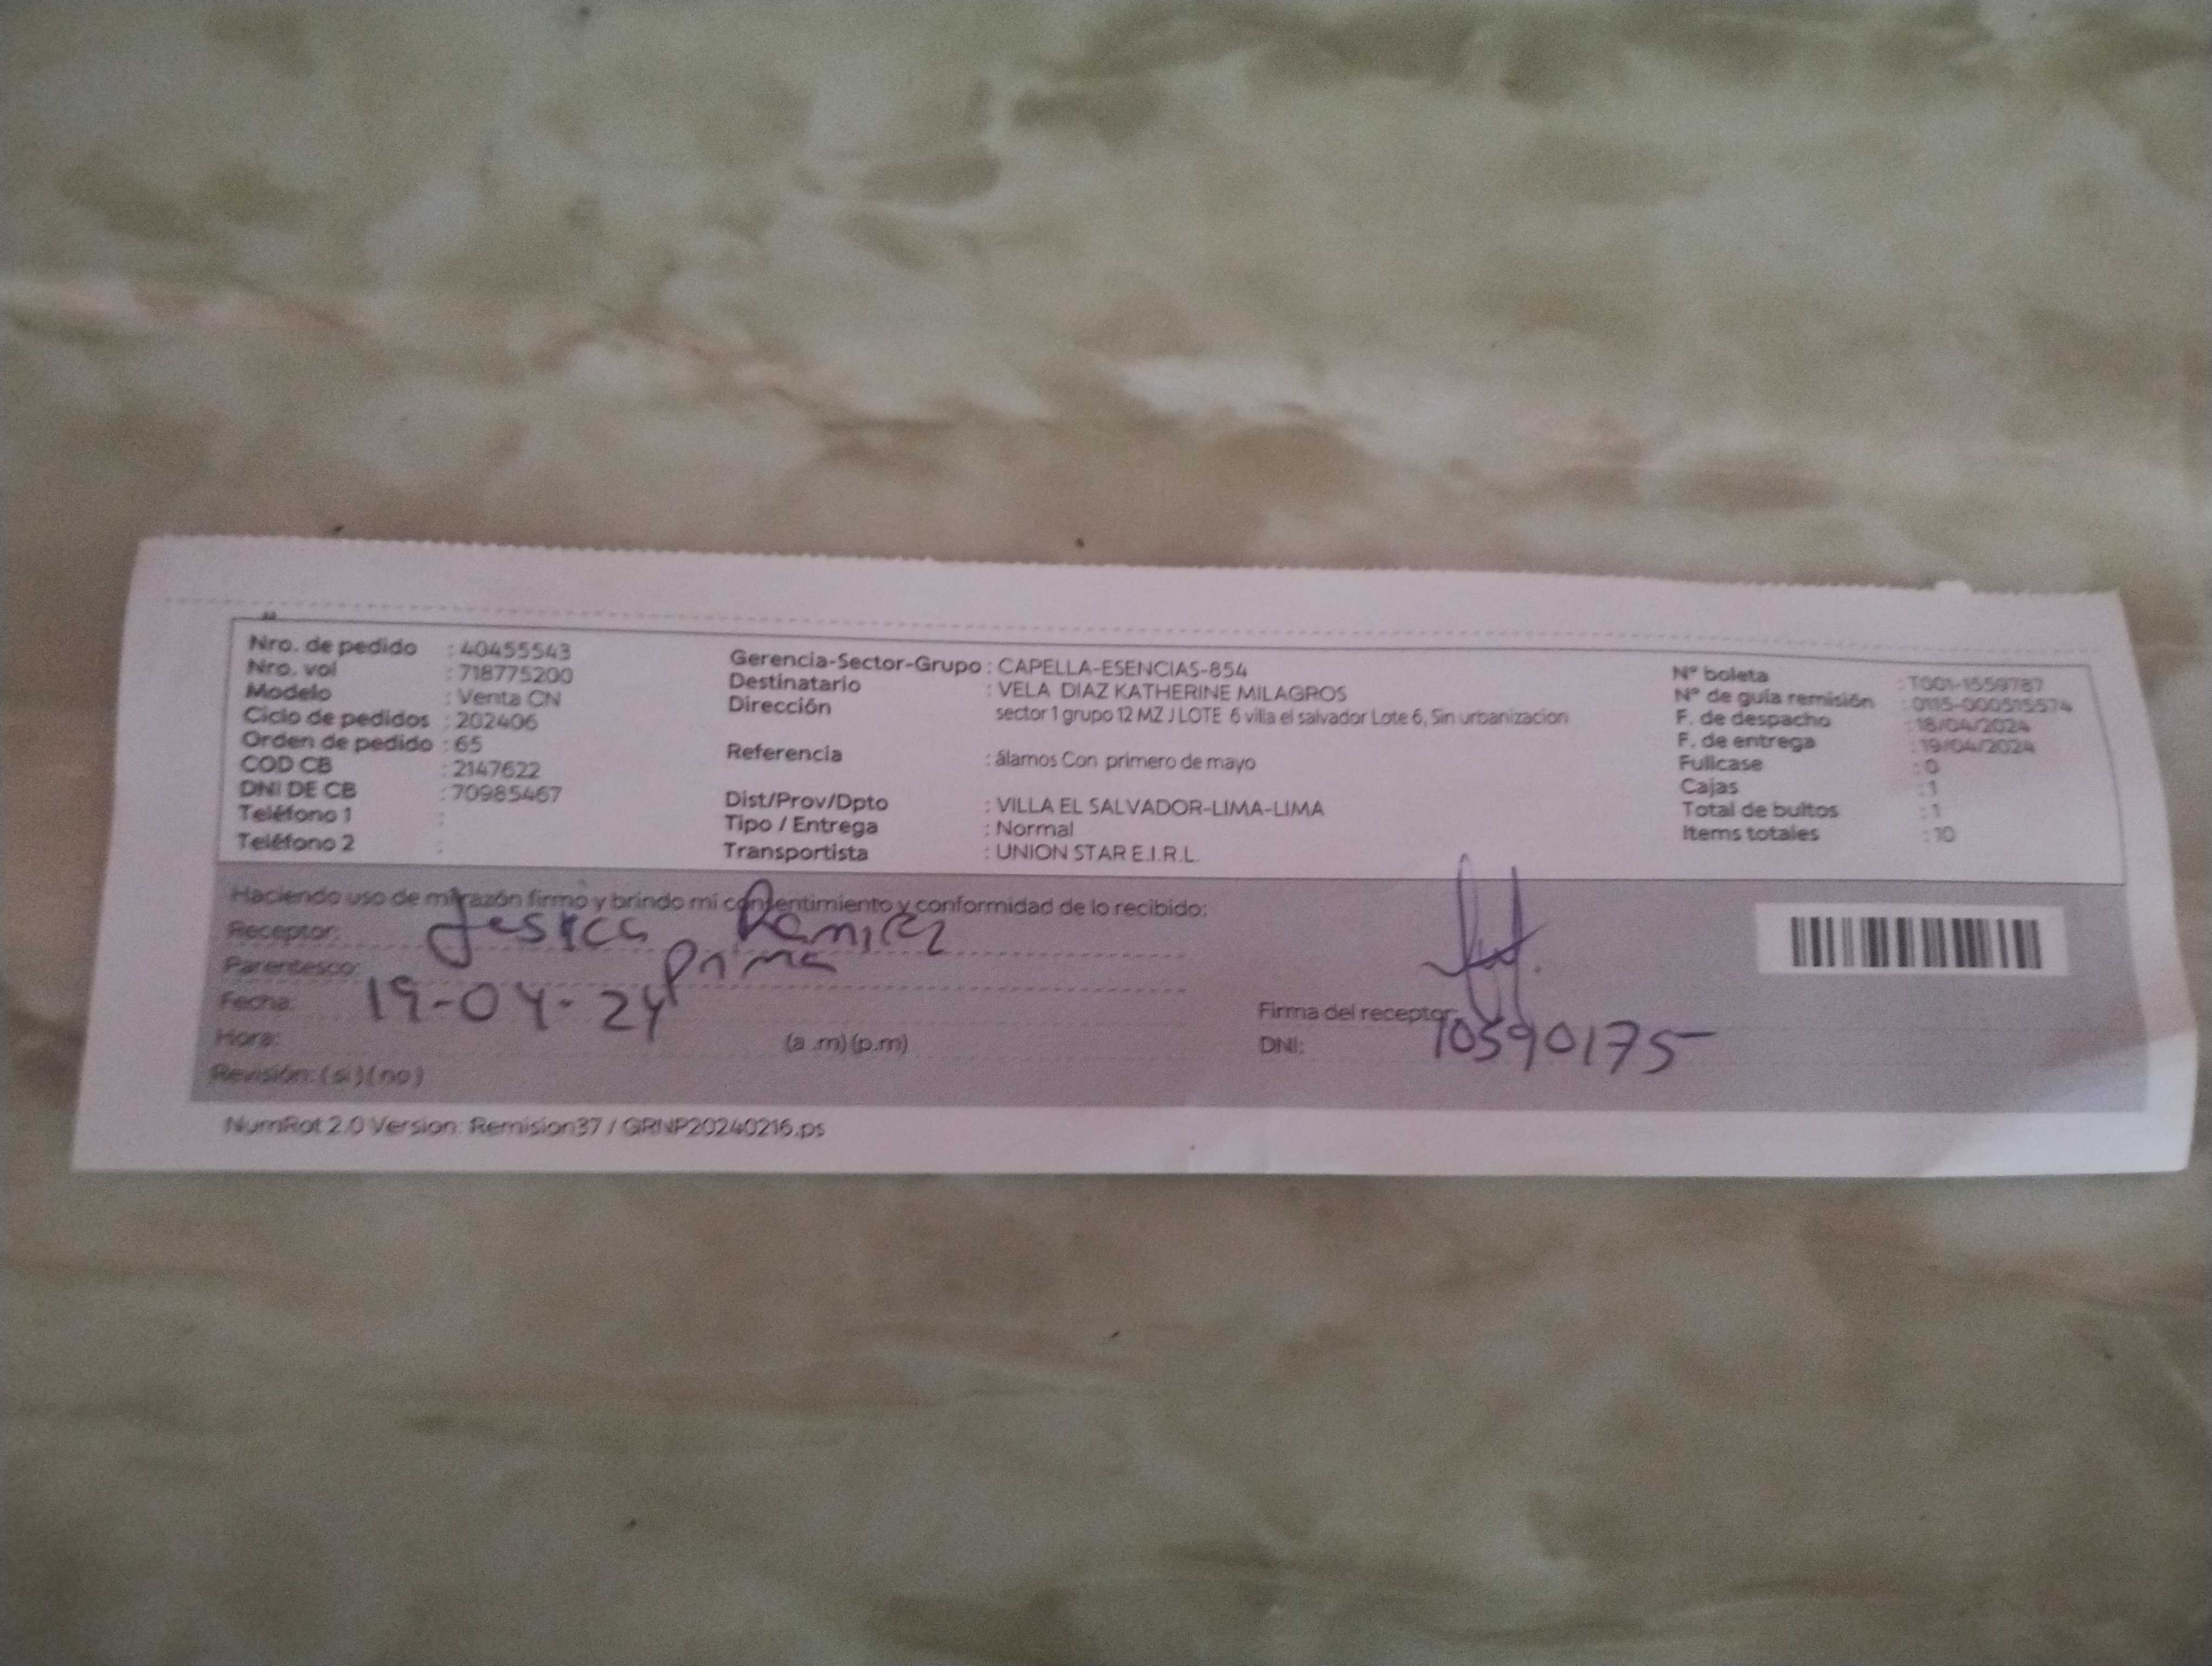 Nro. de pedido : 40455543
Nro. vol : 718775200
Modelo : Venta CN
Ciclo de pedidos : 202406
Orden de pedido : 65
COD CB : 2147622
DNI DE CB : 70985467
Teléfono 1 :
Teléfono 2 :
Gerencia-Sector-Grupo : CAPELLA-ESENCIAS-854
Destinatario : VELA DIAZ KATHERINE MILAGROS
Dirección sector 1 grupo 12 MZ J LOTE 6 villa el salvador Lote 6, Sin urbanizacion
Referencia : álamos Con primero de mayo
Dist/Prov/Dpto : VILLA EL SALVADOR-LIMA-LIMA
Tipo / Entrega : Normal
Transportista : UNION STAR E.I.R.L.
Nº boleta : T001-1559787
Nº de guía remisión : 0115-000515574
F. de despacho : 18/04/2024
F. de entrega : 19/04/2024
Fullcase : 0
Cajas : 1
Total de bultos : 1
Items totales : 10
Haciendo uso de mi razón firmo y brindo mi consentimiento y conformidad de lo recibido:
Receptor: Jesica Ramirez
Parentesco: prima
Fecha: 19-04-24
Hora: (a .m) (p.m)
Revisión: ( si ) ( no )
Firma del receptor:
DNI: 10590175
NumRot 2.0 Version: Remision37 / GRNP20240216.ps